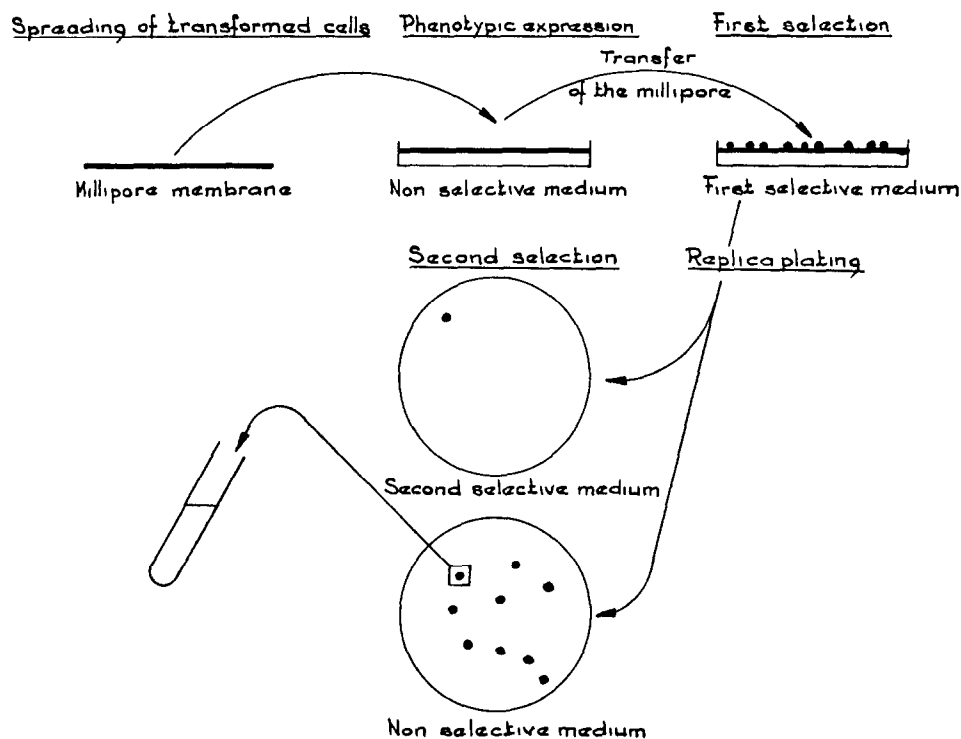 Spreading of transformed cells
Phenotypic expression
First selection
Transfer
of the millipore
Millipore membrane
Non selective medium
First selective medium
Second selection
Replica plating
Second selective medium
Non selective medium